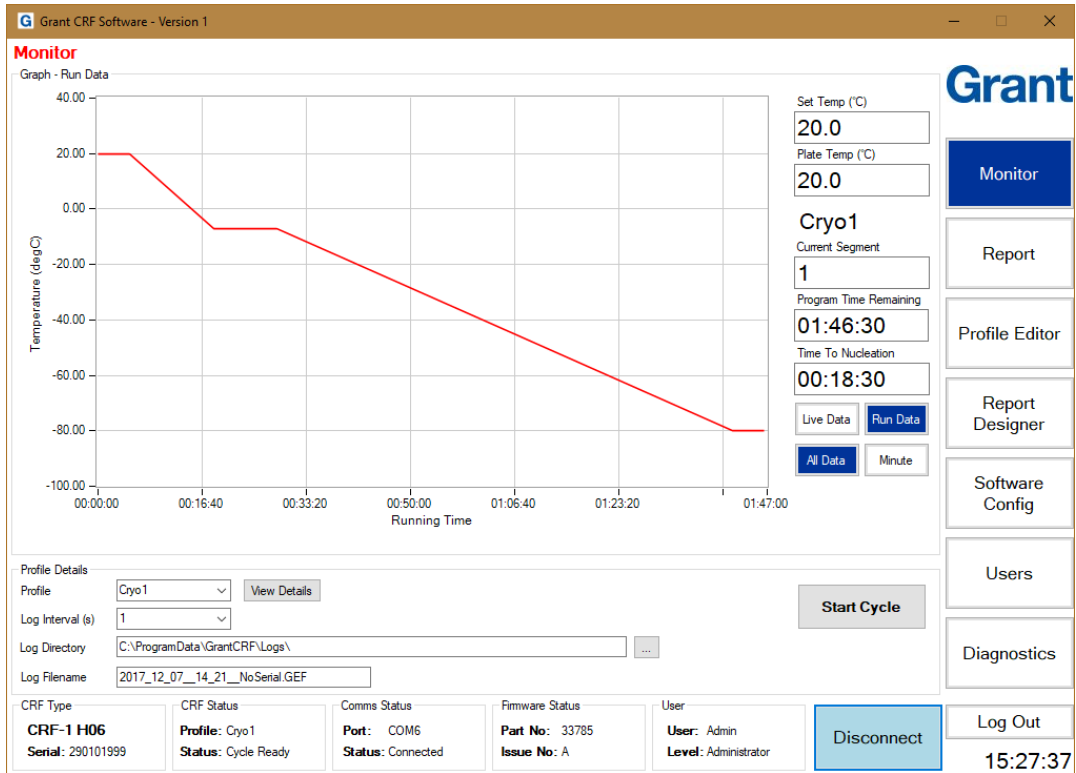 Grant CRF Software - Version 1
Monitor
Graph - Run Data
40.00
20.00
0.00
-20.00
-40.00
-60.00
-80.00
-100.00
Temperature (degC)
00:00:00 00:16:40 00:33:20 00:50:00 01:06:40 01:23:20 01:47:00
Running Time
Set Temp (°C)
20.0
Plate Temp (°C)
20.0
Cryo1
Current Segment
1
Program Time Remaining
01:46:30
Time To Nucleation
00:18:30
Live Data Run Data
All Data Minute
Grant
Monitor
Report
Profile Editor
Report
Designer
Software
Config
Users
Diagnostics
Profile Details
Profile Cryo1 View Details
Log Interval (s) 1
Log Directory C:\ProgramData\GrantCRF\Logs\ ...
Log Filename 2017_12_07__14_21__NoSerial.GEF
Start Cycle
CRF Type
CRF-1 H06
Serial: 290101999
CRF Status
Profile: Cryo1
Status: Cycle Ready
Comms Status
Port: COM6
Status: Connected
Firmware Status
Part No: 33785
Issue No: A
User
User: Admin
Level: Administrator
Disconnect
Log Out
15:27:37